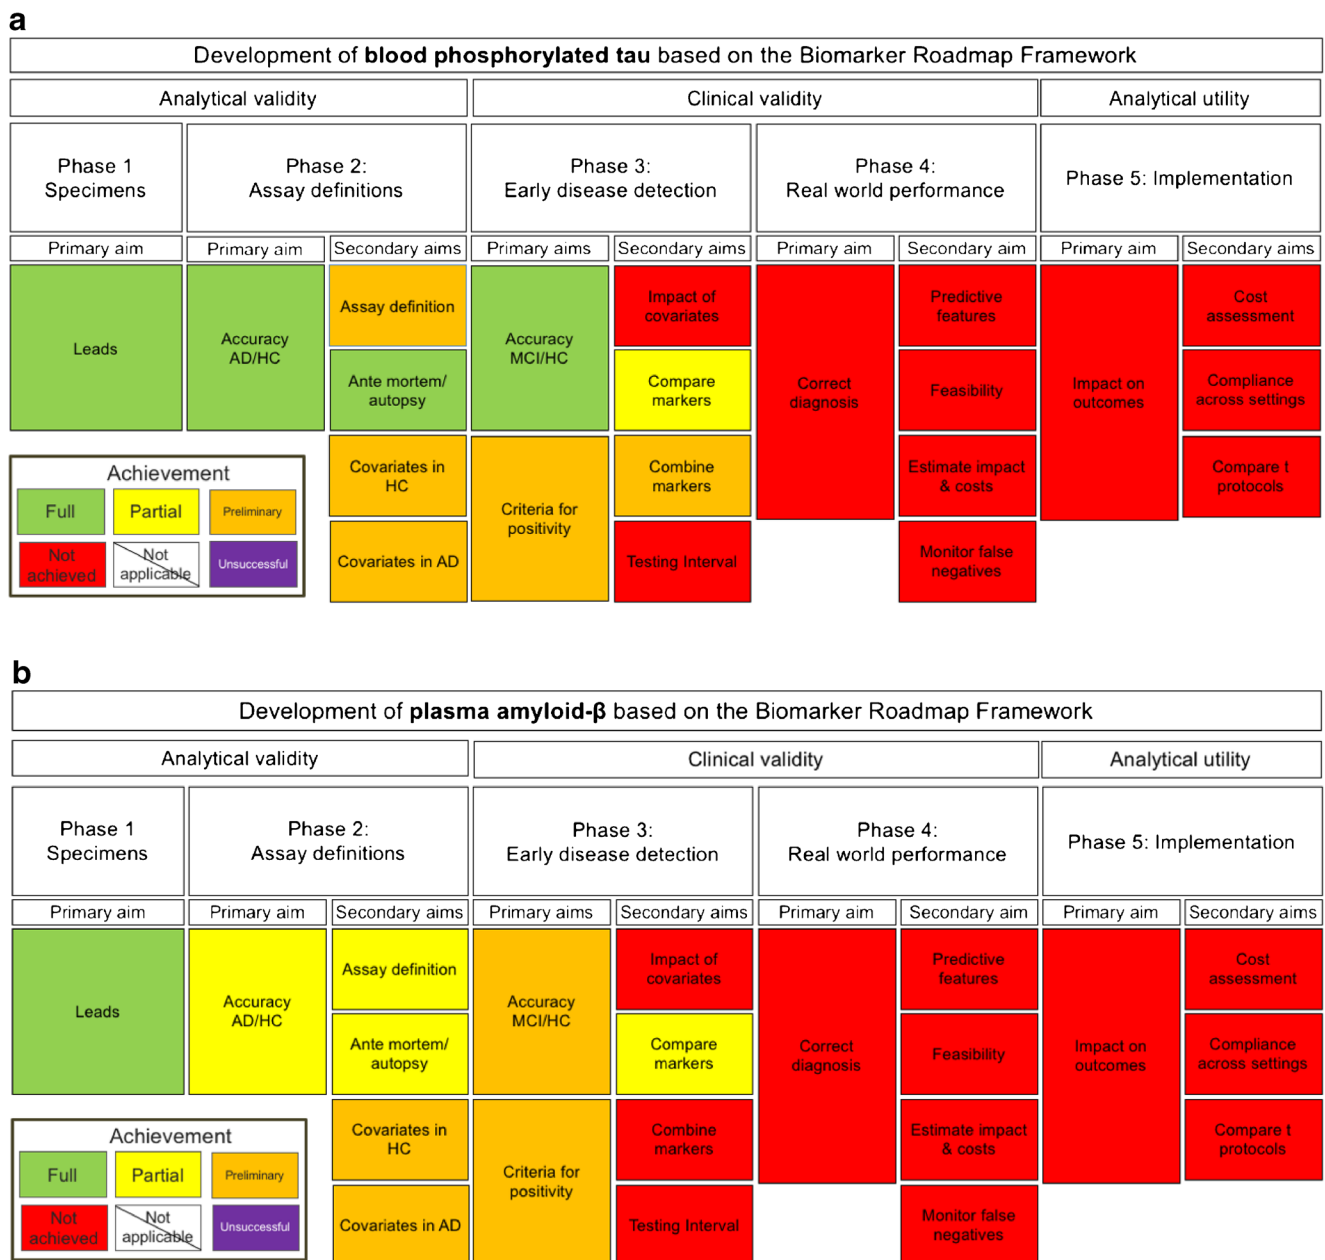 a
Development of blood phosphorylated tau based on the Biomarker Roadmap Framework
Analytical validity
Clinical validity
Analytical utility
Phase 1
Specimens
Phase 2:
Assay definitions
Phase 3:
Early disease detection
Phase 4:
Real world performance
Phase 5: Implementation
Primary aim
Primary aim
Secondary aims
Primary aims
Secondary aims
Primary aim
Secondary aim
Primary aim
Secondary aims
Leads
Accuracy
AD/HC
Assay definition
Ante mortem/
autopsy
Covariates in
HC
Covariates in AD
Accuracy
MCI/HC
Criteria for
positivity
Impact of
covariates
Compare
markers
Combine
markers
Testing Interval
Correct
diagnosis
Predictive
features
Feasibility
Estimate impact
& costs
Monitor false
negatives
Impact on
outcomes
Cost
assessment
Compliance
across settings
Compare t
protocols
Achievement
Full
Partial
Preliminary
Not
achieved
Not
applicable
Unsuccessful
b
Development of plasma amyloid-β based on the Biomarker Roadmap Framework
Analytical validity
Clinical validity
Analytical utility
Phase 1
Specimens
Phase 2:
Assay definitions
Phase 3:
Early disease detection
Phase 4:
Real world performance
Phase 5: Implementation
Primary aim
Primary aim
Secondary aims
Primary aims
Secondary aims
Primary aim
Secondary aim
Primary aim
Secondary aims
Leads
Accuracy
AD/HC
Assay definition
Ante mortem/
autopsy
Covariates in
HC
Covariates in AD
Accuracy
MCI/HC
Criteria for
positivity
Impact of
covariates
Compare
markers
Combine
markers
Testing Interval
Correct
diagnosis
Predictive
features
Feasibility
Estimate impact
& costs
Monitor false
negatives
Impact on
outcomes
Cost
assessment
Compliance
across settings
Compare t
protocols
Achievement
Full
Partial
Preliminary
Not
achieved
Not
applicable
Unsuccessful